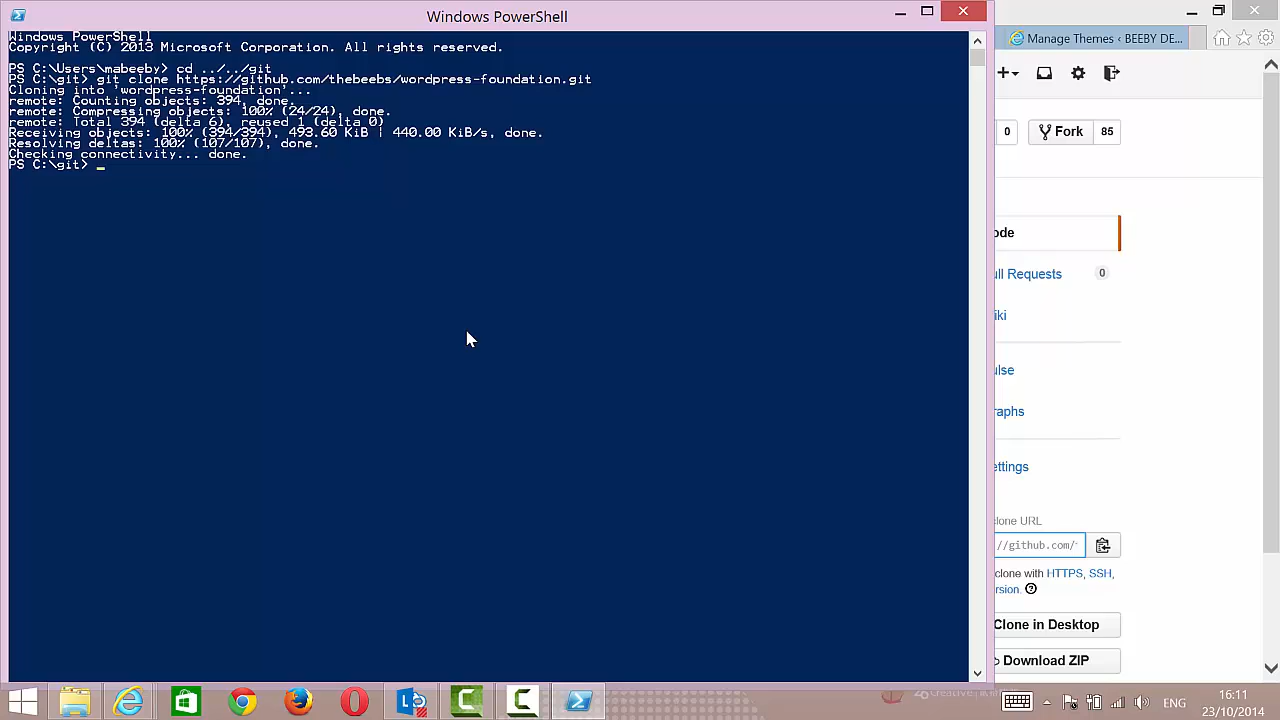 Windows PowerShell
Windows PowerShell
Copyright (C) 2013 Microsoft Corporation. All rights reserved.
PS C:\Users\mabeeby> cd ../../git
PS C:\git> git clone https://github.com/thebeebs/wordpress-foundation.git
Cloning into 'wordpress-foundation'...
remote: Counting objects: 394, done.
remote: Compressing objects: 100% (24/24), done.
remote: Total 394 (delta 6), reused 1 (delta 0)
Receiving objects: 100% (394/394), 493.60 KiB | 440.00 KiB/s, done.
Resolving deltas: 100% (107/107), done.
Checking connectivity... done.
PS C:\git>
Manage Themes ‹ BEEBY DE...
0
Fork
85
ode
ull Requests
0
iki
ulse
raphs
ettings
lone URL
//github.com/
clone with HTTPS, SSH,
rsion.
Clone in Desktop
Download ZIP
ENG
16:11
23/10/2014